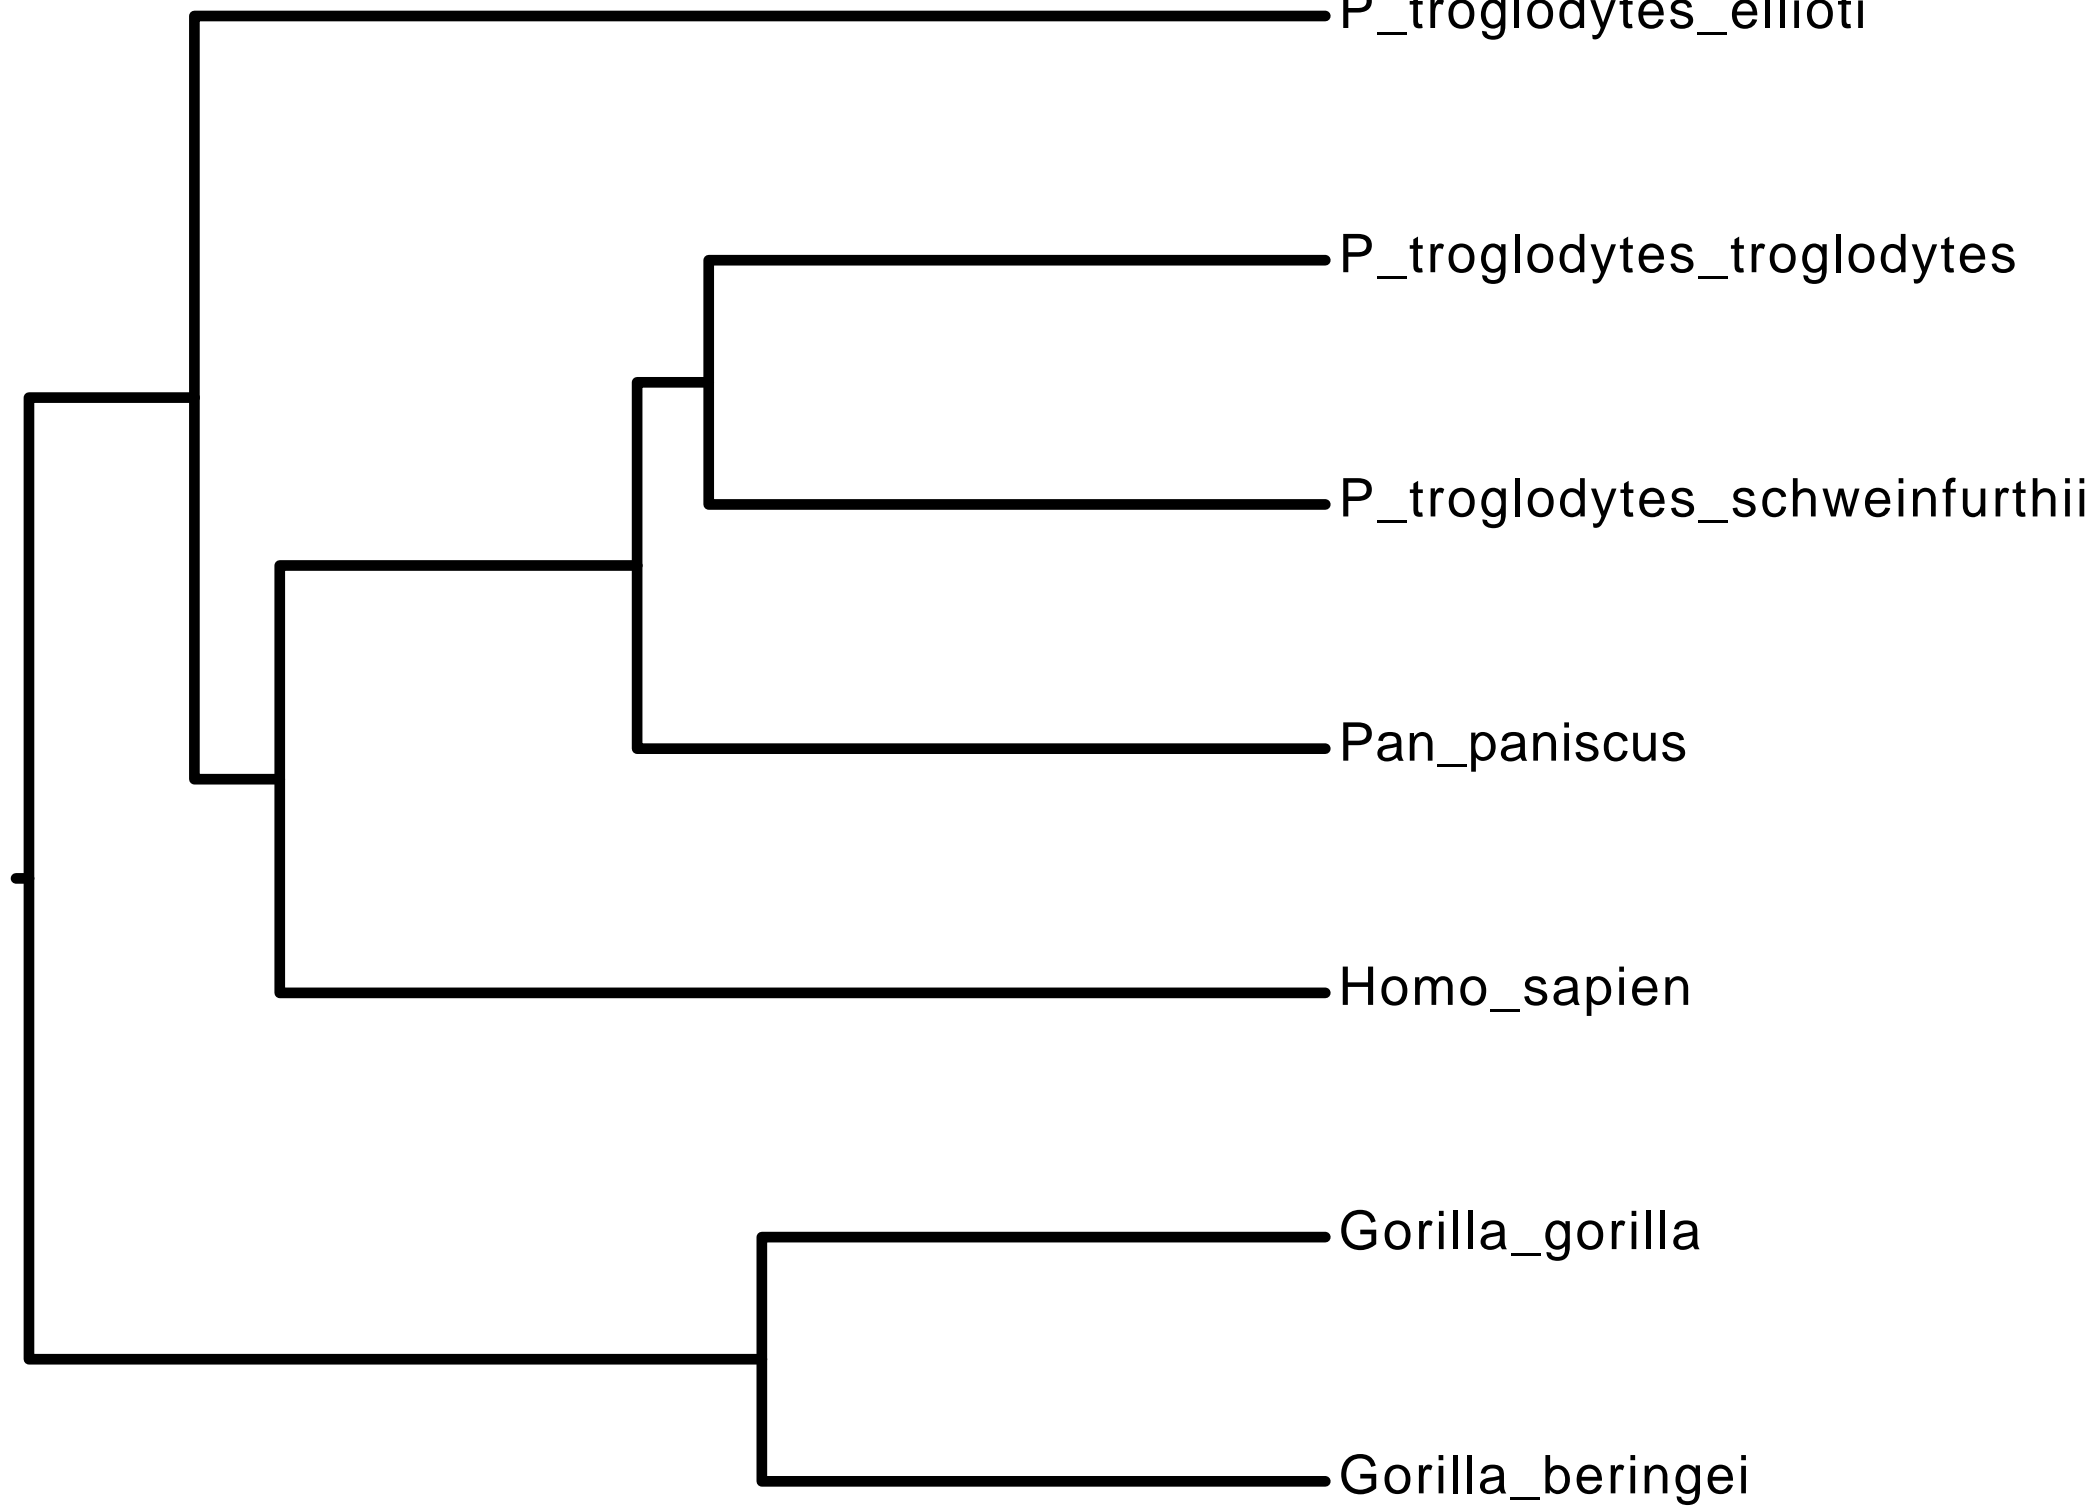 P_troglodytes_ellioti
P_troglodytes_troglodytes
P_troglodytes_schweinfurthii
Pan_paniscus
Homo_sapien
Gorilla_gorilla
Gorilla_beringei